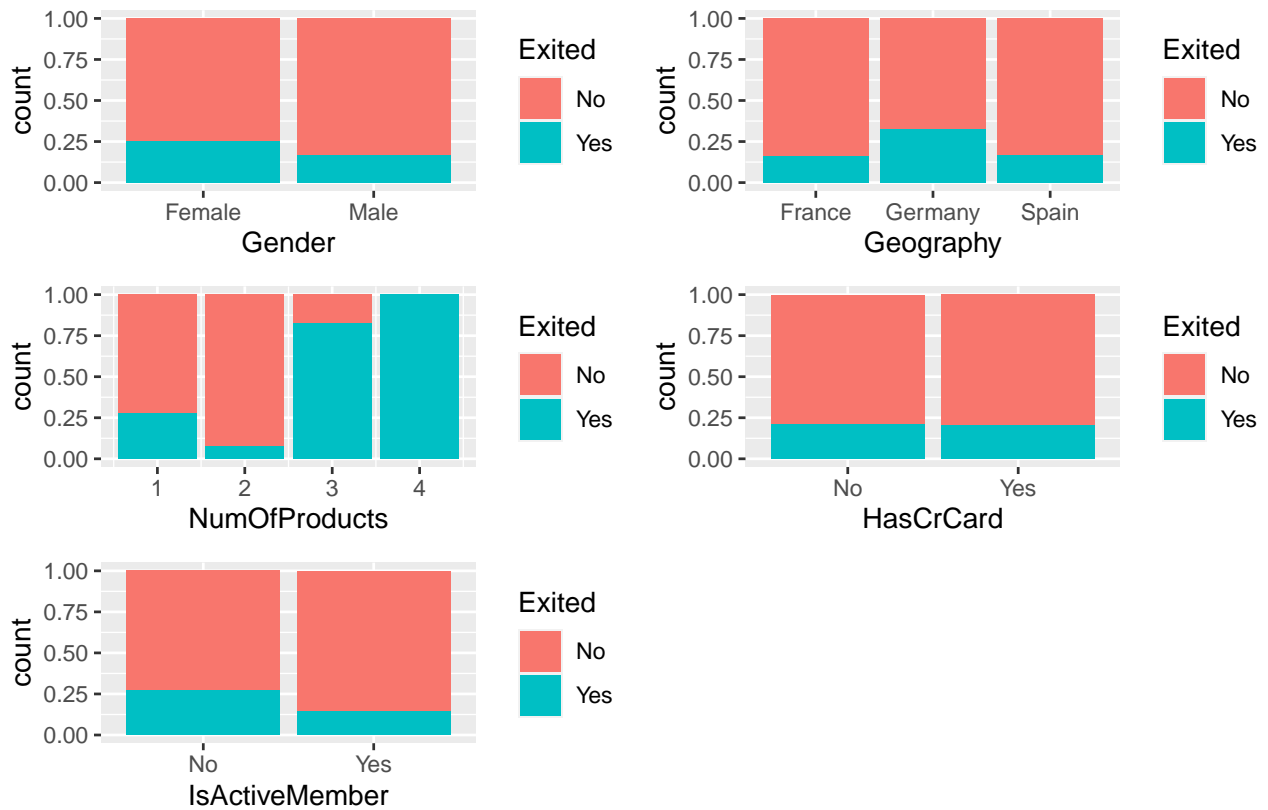 1.00
0.75
0.50
0.25
0.00
count
Female Male
Gender
Exited
No
Yes
1.00
0.75
0.50
0.25
0.00
count
France Germany Spain
Geography
Exited
No
Yes
1.00
0.75
0.50
0.25
0.00
count
1 2 3 4
NumOfProducts
Exited
No
Yes
1.00
0.75
0.50
0.25
0.00
count
No Yes
HasCrCard
Exited
No
Yes
1.00
0.75
0.50
0.25
0.00
count
No Yes
IsActiveMember
Exited
No
Yes